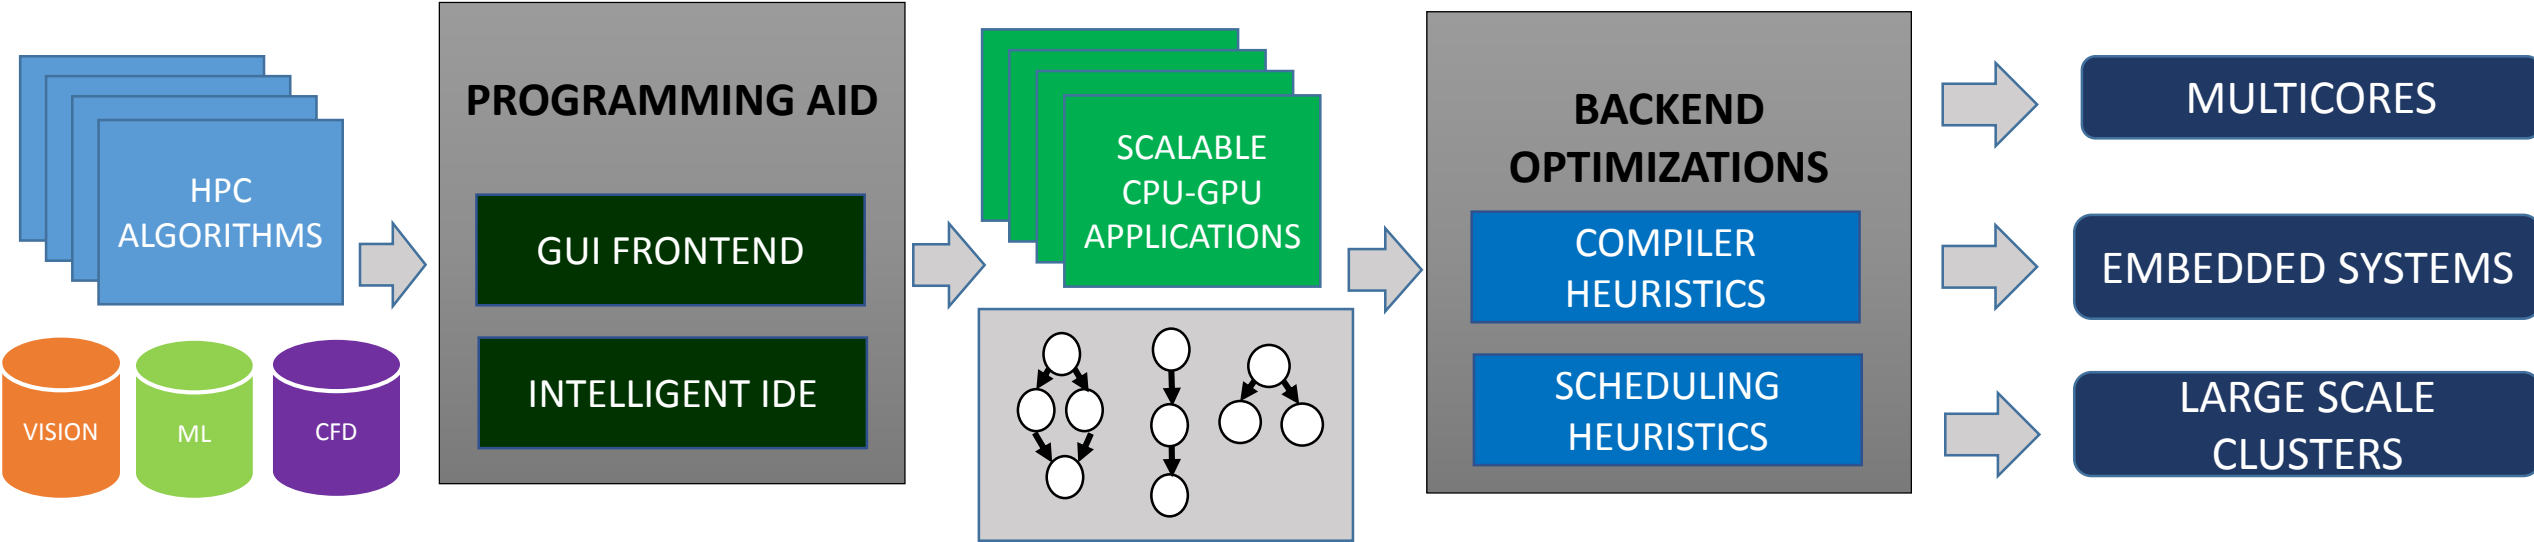 HPC
ALGORITHMS
VISION
ML
CFD
PROGRAMMING AID
GUI FRONTEND
INTELLIGENT IDE
SCALABLE
CPU-GPU
APPLICATIONS
BACKEND
OPTIMIZATIONS
COMPILER
HEURISTICS
SCHEDULING
HEURISTICS
MULTICORES
EMBEDDED SYSTEMS
LARGE SCALE
CLUSTERS